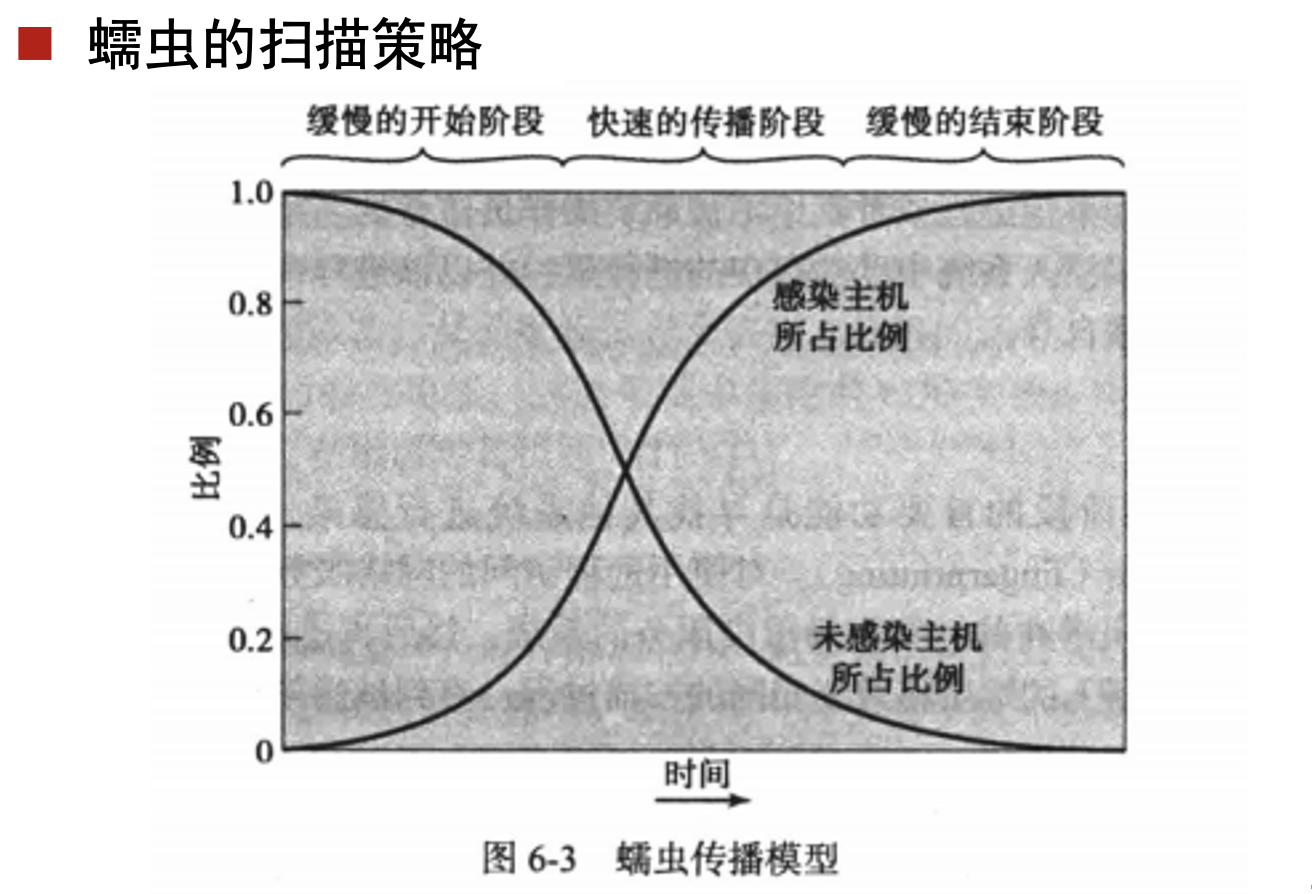 蠕虫的扫描策略
缓慢的开始阶段 快速的传播阶段 缓慢的结束阶段
1.0
感染主机
所占比例
0.8
0.6
比例
0.4
未感染主机
所占比例
0.2
0
时间
图 6-3 蠕虫传播模型